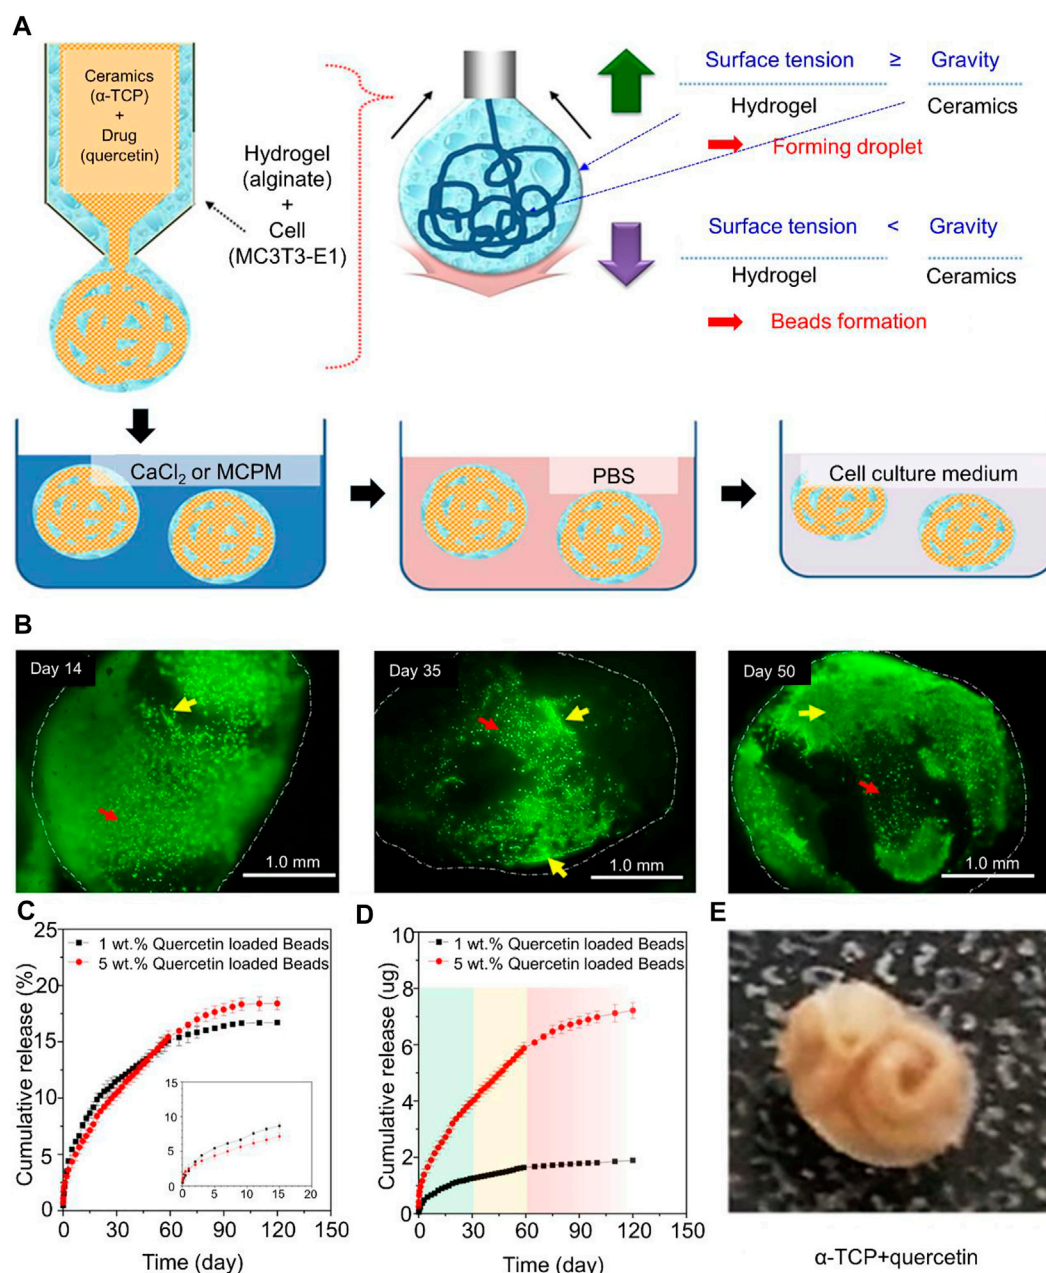 A
Ceramics
(α-TCP)
+
Drug
(quercetin)
Hydrogel
(alginate)
+
Cell
(MC3T3-E1)
Surface tension ≥ Gravity
Hydrogel Ceramics
Forming droplet
Surface tension < Gravity
Hydrogel Ceramics
Beads formation
CaCl₂ or MCPM
PBS
Cell culture medium
B
Day 14
1.0 mm
Day 35
1.0 mm
Day 50
1.0 mm
C
Cumulative release (%)
25
20
15
10
5
0
1 wt.% Quercetin loaded Beads
5 wt.% Quercetin loaded Beads
15
10
5
0
0 5 10 15 20
0 30 60 90 120 150
Time (day)
D
Cumulative release (ug)
10
8
6
4
2
0
1 wt.% Quercetin loaded Beads
5 wt.% Quercetin loaded Beads
0 30 60 90 120 150
Time (day)
E
α-TCP+quercetin